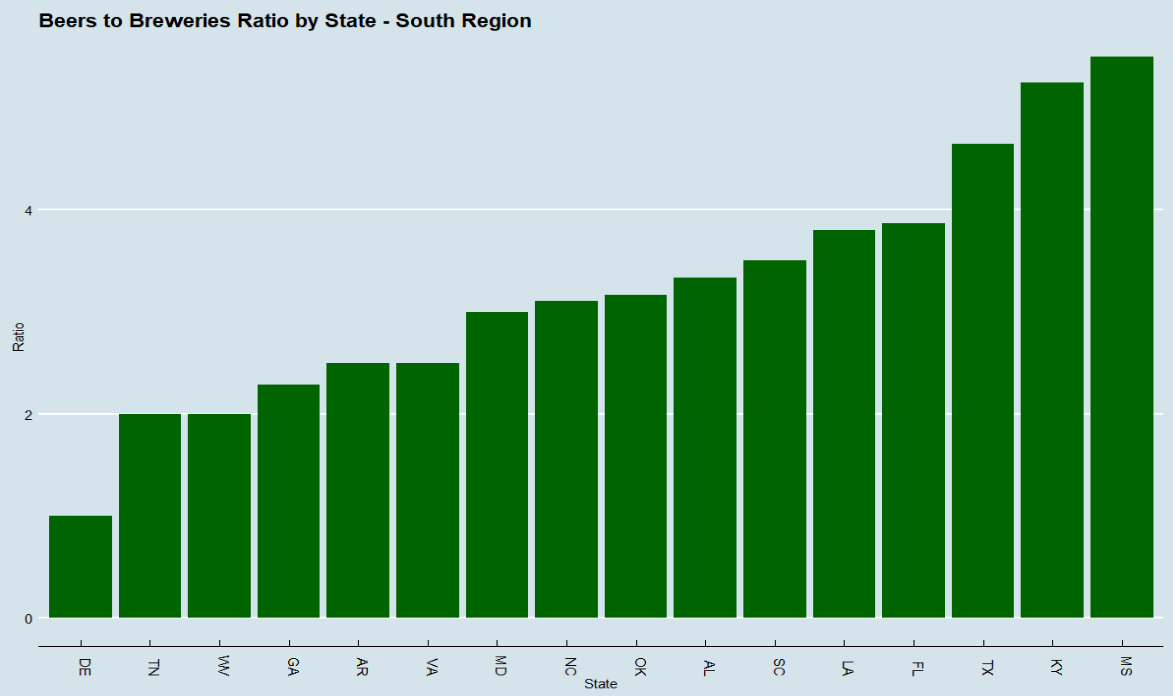 Beers to Breweries Ratio by State - South Region
4
2
0
Ratio
DE TN WV GA AR VA MD NC OK AL SC LA FL TX KY MS
State